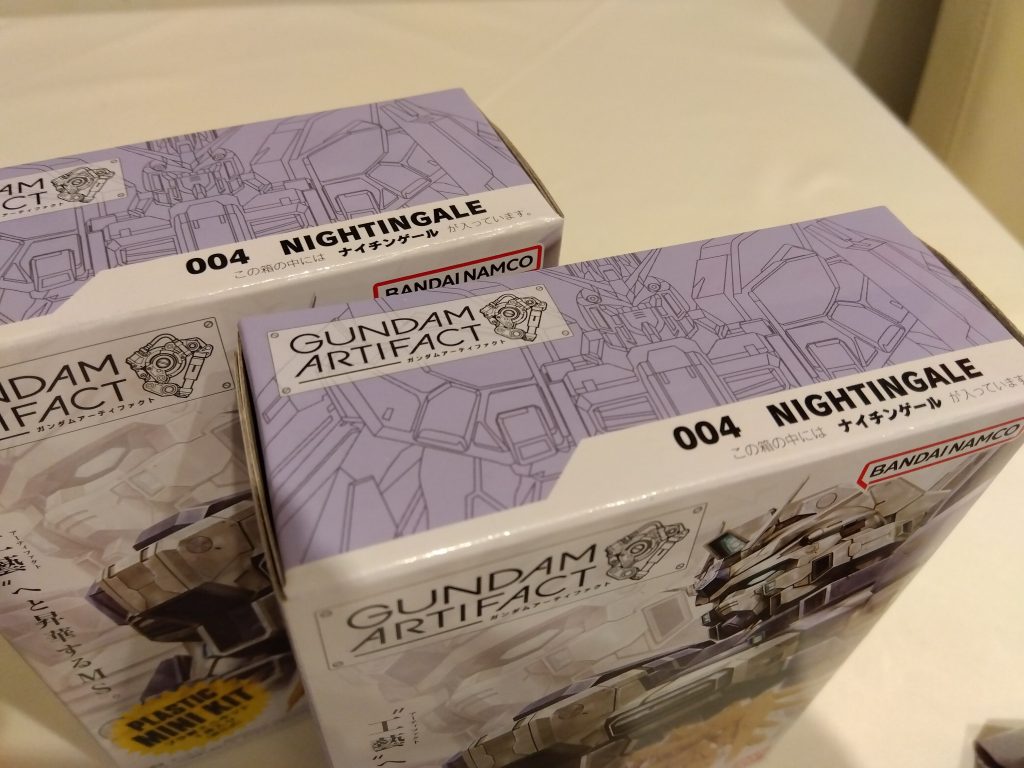 004 NIGHTINGALE
この箱の中には ナイチンゲール が入っています。
BANDAI NAMCO
ARTIFACT
ガンダムアーティファクト
へと昇華するMS。
PLASTIC
MINI KIT
GUNDAM
ARTIFACT
ガンダムアーティファクト
004 NIGHTINGALE
この箱の中には ナイチンゲール が入っています
BANDAI NAMCO
GUNDAM
ARTIFACT
ガンダムアーティファクト